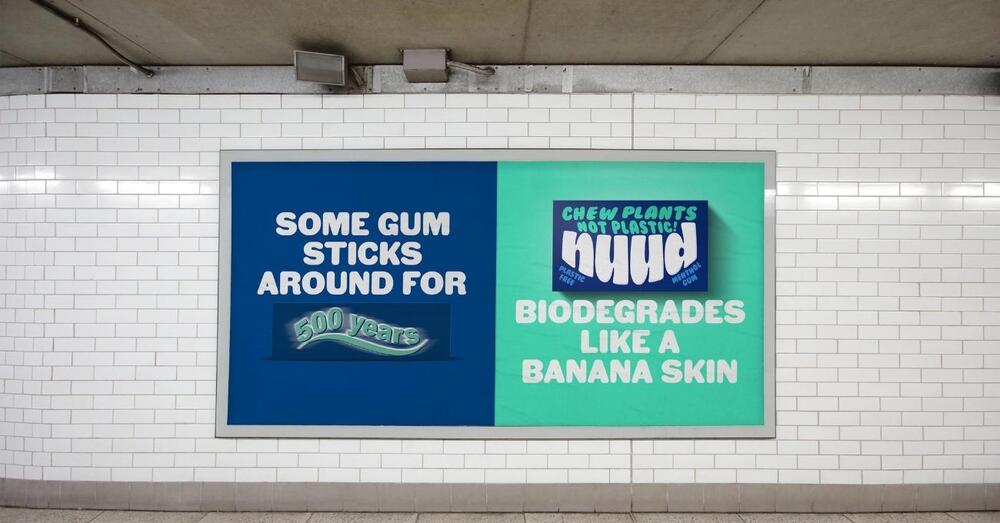 SOME GUM
STICKS
AROUND FOR
500 years
CHEW PLANTS
NOT PLASTIC!
nuud
PLASTIC
FREE
MENTHOL
GUM
BIODEGRADES
LIKE A
BANANA SKIN